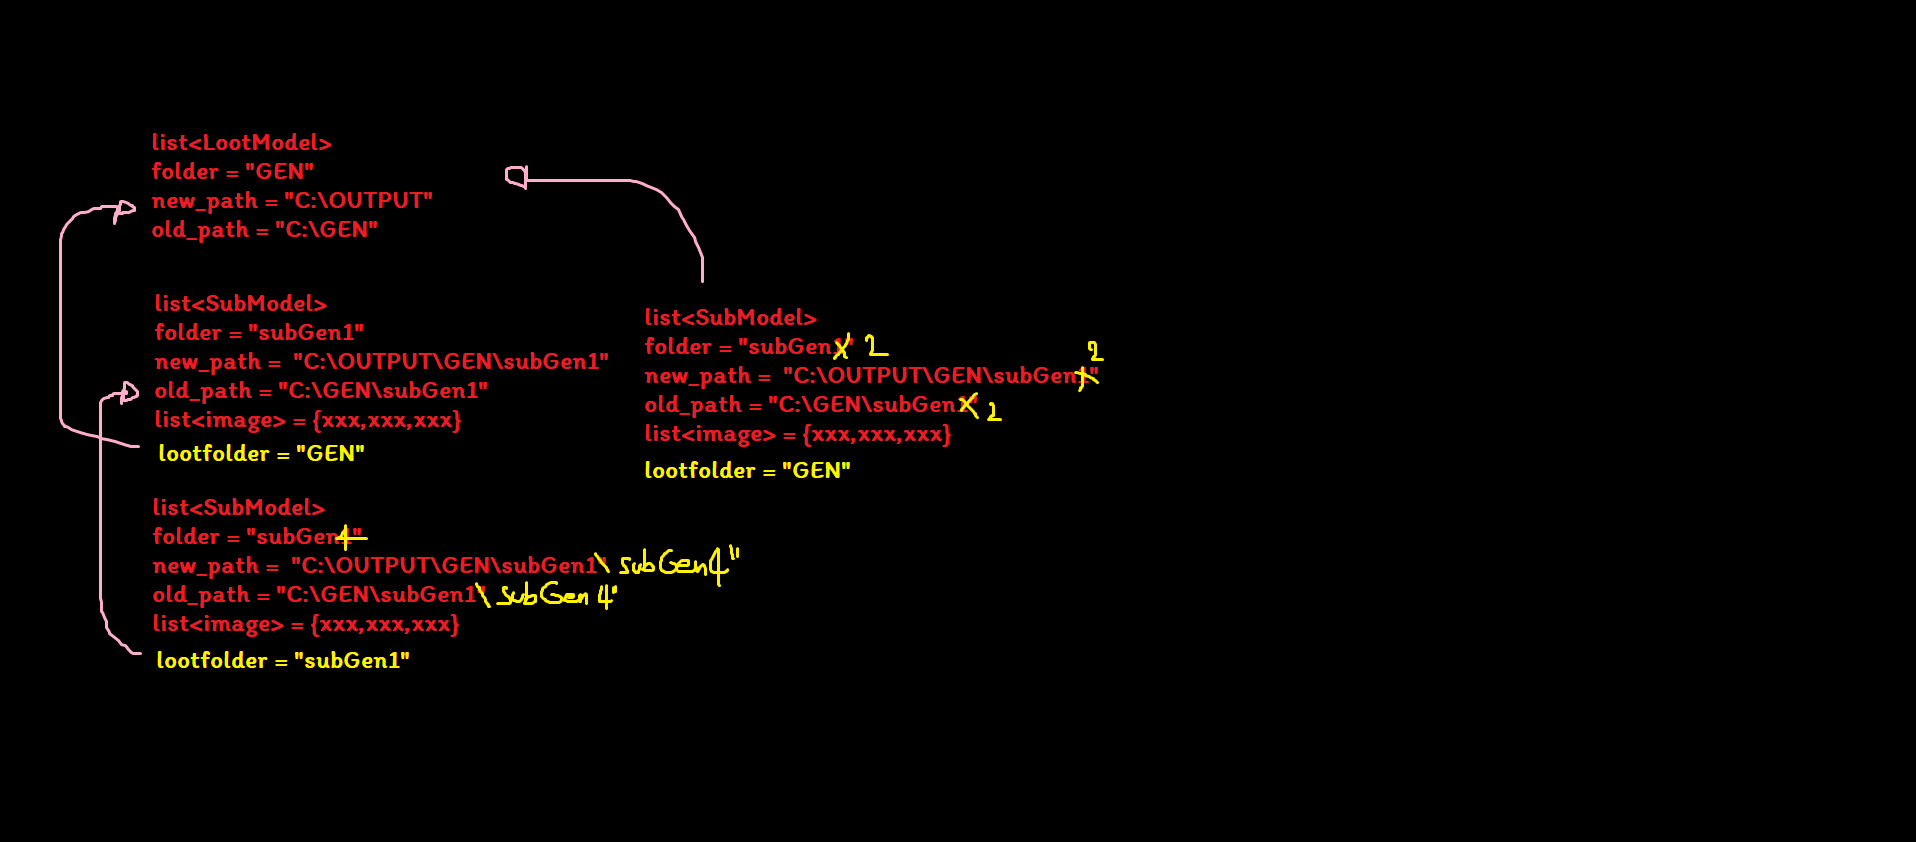 list<LootModel>
folder = "GEN"
new_path = "C:\OUTPUT"
old_path = "C:\GEN"
list<SubModel>
folder = "subGen1"
new_path =  "C:\OUTPUT\GEN\subGen1"
old_path = "C:\GEN\subGen1"
list<image> = {xxx,xxx,xxx}
lootfolder = "GEN"
list<SubModel>
folder = "subGen1" 2
new_path =  "C:\OUTPUT\GEN\subGen1" 2
old_path = "C:\GEN\subGen1" 2
list<image> = {xxx,xxx,xxx}
lootfolder = "GEN"
list<SubModel>
folder = "subGen4"
new_path =  "C:\OUTPUT\GEN\subGen1\subGen4"
old_path = "C:\GEN\subGen1\subGen4"
list<image> = {xxx,xxx,xxx}
lootfolder = "subGen1"